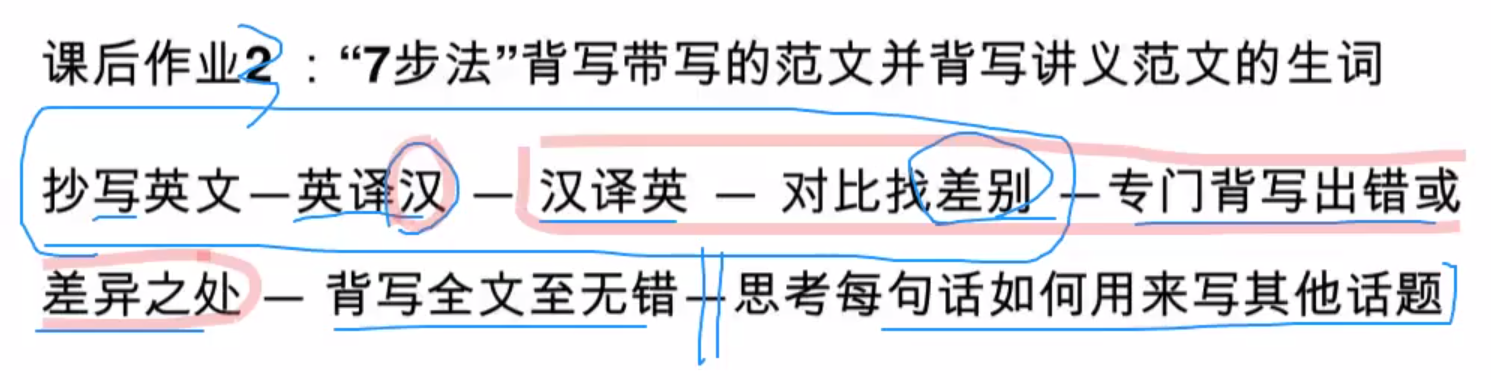 课后作业2：“7步法”背写带写的范文并背写讲义范文的生词
抄写英文—英译汉 — 汉译英 — 对比找差别 —专门背写出错或
差异之处 — 背写全文至无错—思考每句话如何用来写其他话题